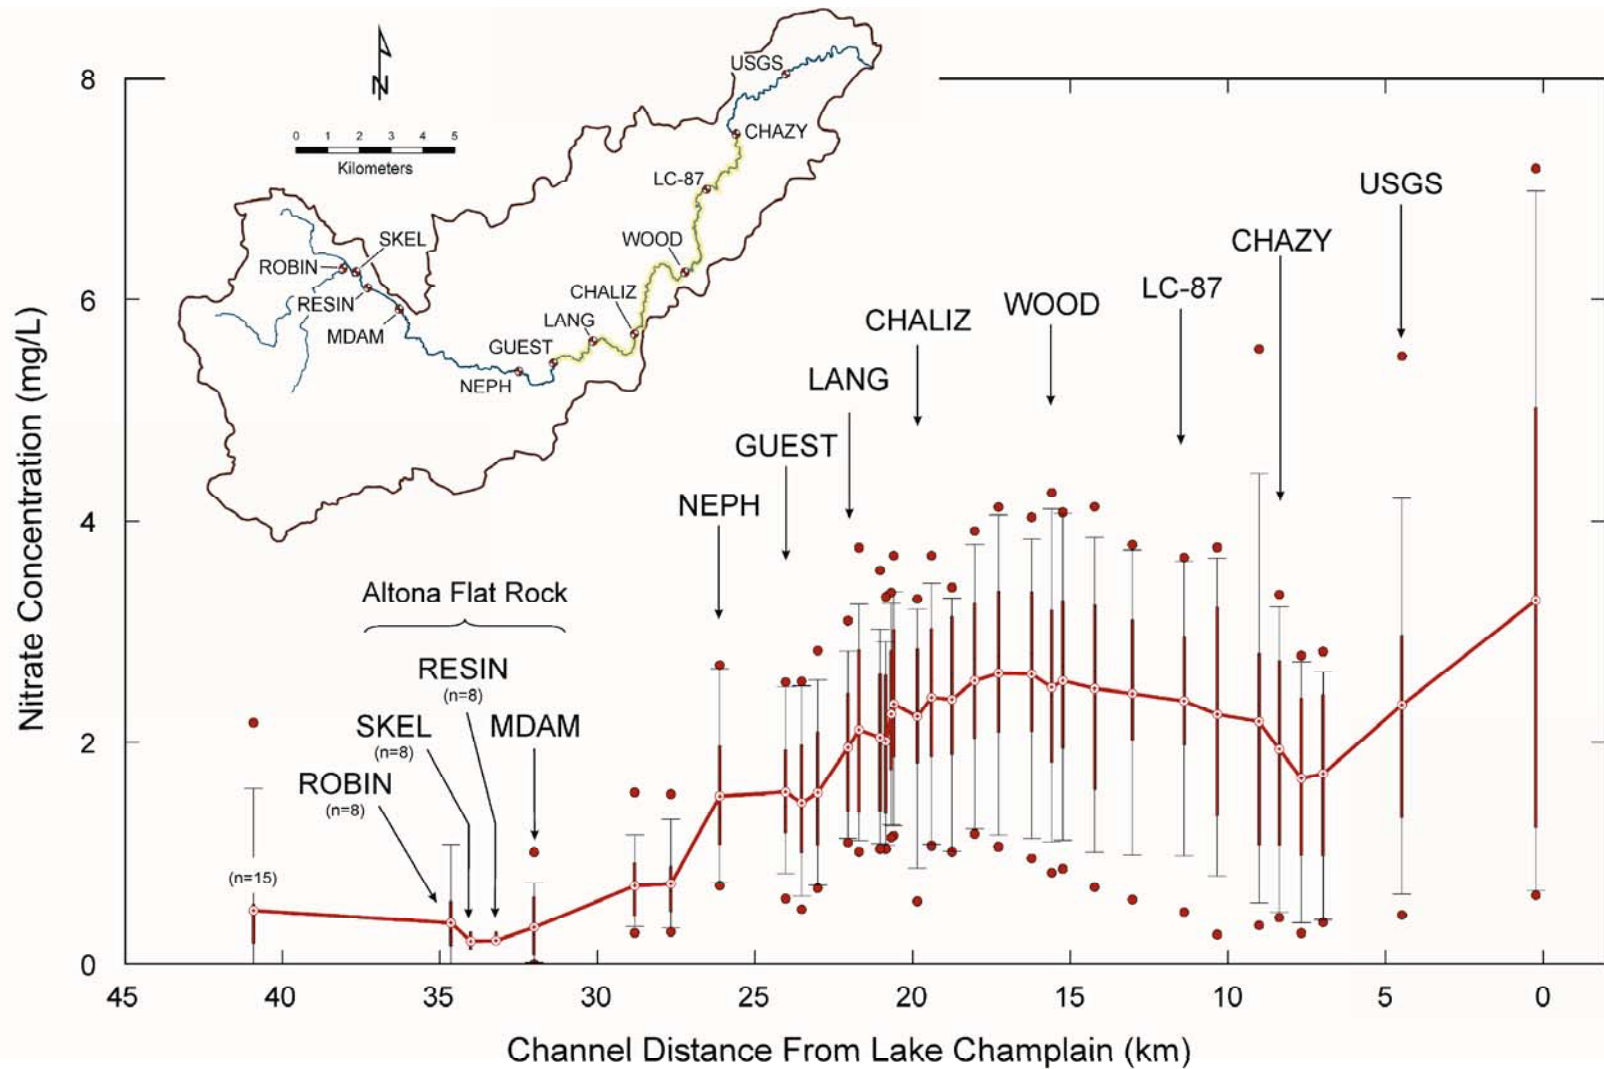 N
0 1 2 3 4 5
Kilometers
USGS
CHAZY
LC-87
WOOD
CHALIZ
LANG
GUEST
NEPH
SKEL
ROBIN
RESIN
MDAM
USGS
CHAZY
LC-87
WOOD
CHALIZ
LANG
GUEST
NEPH
Altona Flat Rock
RESIN
(n=8)
SKEL
(n=8)
MDAM
ROBIN
(n=8)
(n=15)
Nitrate Concentration (mg/L)
8
6
4
2
0
45 40 35 30 25 20 15 10 5 0
Channel Distance From Lake Champlain (km)